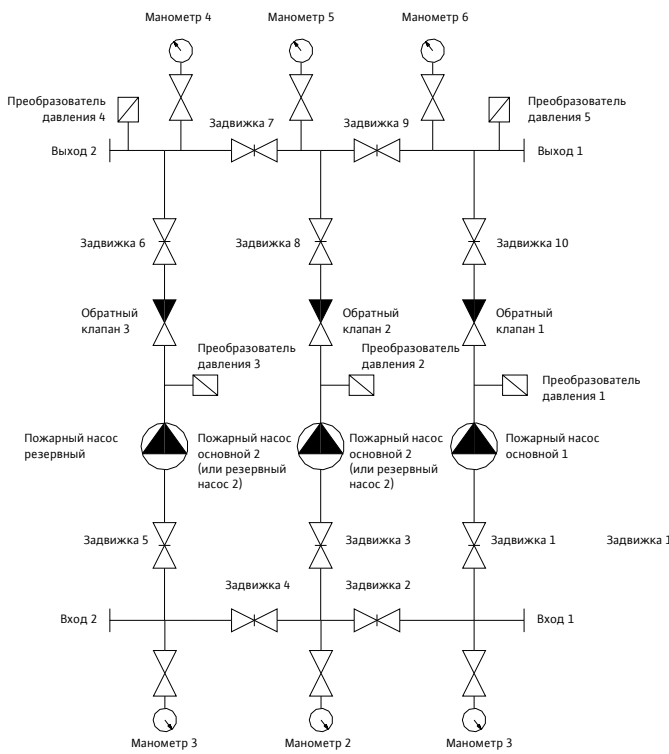 Манометр 4
Манометр 5
Манометр 6
Преобразователь
давления 4
Преобразователь
давления 5
Задвижка 7
Задвижка 9
Выход 2
Выход 1
Задвижка 6
Задвижка 8
Задвижка 10
Обратный
клапан 3
Обратный
клапан 2
Обратный
клапан 1
Преобразователь
давления 3
Преобразователь
давления 2
Преобразователь
давления 1
Пожарный насос
резервный
Пожарный насос
основной 2
(или резервный
насос 2)
Пожарный насос
основной 2
(или резервный
насос 2)
Пожарный насос
основной 1
Задвижка 5
Задвижка 3
Задвижка 1
Задвижка 1
Задвижка 4
Задвижка 2
Вход 2
Вход 1
Манометр 3
Манометр 2
Манометр 3